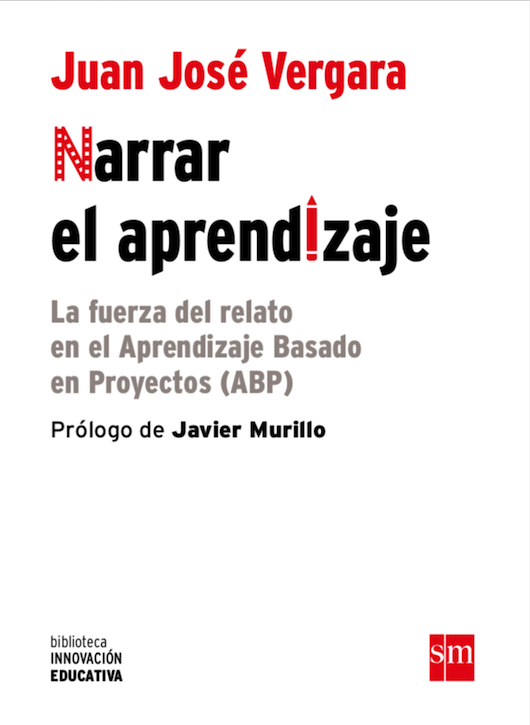 Juan José Vergara
Narrar
el aprendizaje
La fuerza del relato
en el Aprendizaje Basado
en Proyectos (ABP)
Prólogo de Javier Murillo
biblioteca
INNOVACIÓN
EDUCATIVA
sm